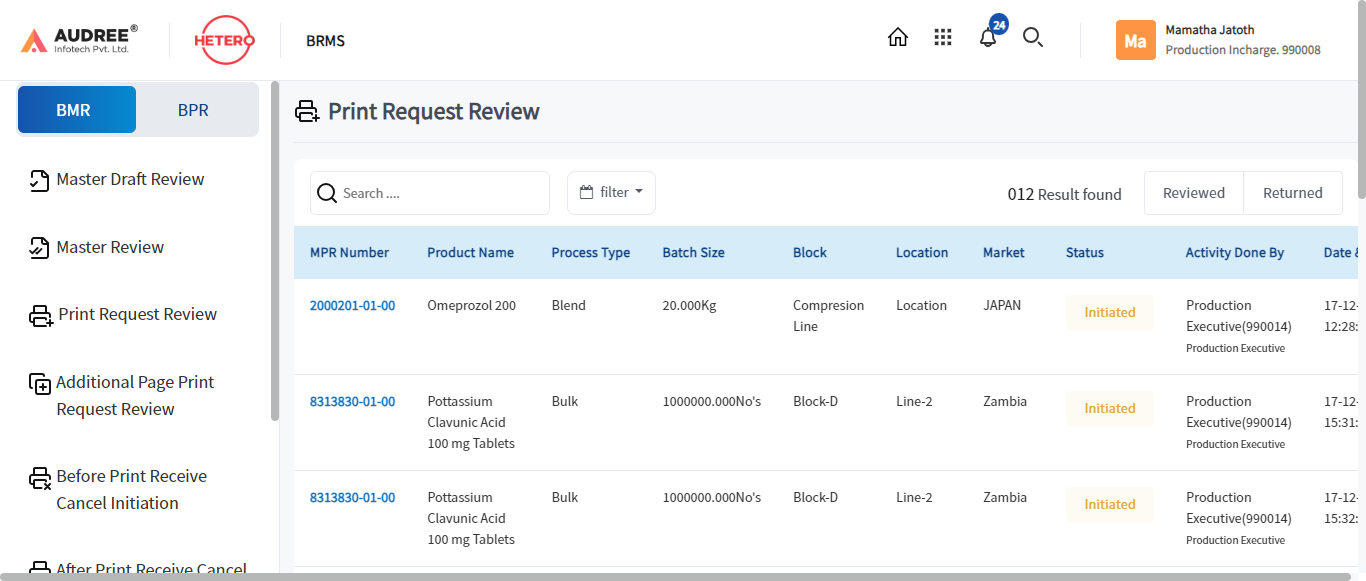 AUDREE®
Infotech Pvt. Ltd.
HETERO
BRMS
24
Ma
Mamatha Jatoth
Production Incharge. 990008
BMR
BPR
Master Draft Review
Master Review
Print Request Review
Additional Page Print
Request Review
Before Print Receive
Cancel Initiation
After Print Receive Cancel
Print Request Review
Search ....
filter
012 Result found
Reviewed
Returned
MPR Number Product Name Process Type Batch Size Block Location Market Status Activity Done By Date &
2000201-01-00 Omeprozol 200 Blend 20.000Kg Compresion Location JAPAN Initiated Production 17-12-
Line Executive(990014) 12:28:
Production Executive
8313830-01-00 Pottassium Bulk 1000000.000No's Block-D Line-2 Zambia Initiated Production 17-12-
Clavunic Acid Executive(990014) 15:31:
100 mg Tablets Production Executive
8313830-01-00 Pottassium Bulk 1000000.000No's Block-D Line-2 Zambia Initiated Production 17-12-
Clavunic Acid Executive(990014) 15:32:
100 mg Tablets Production Executive